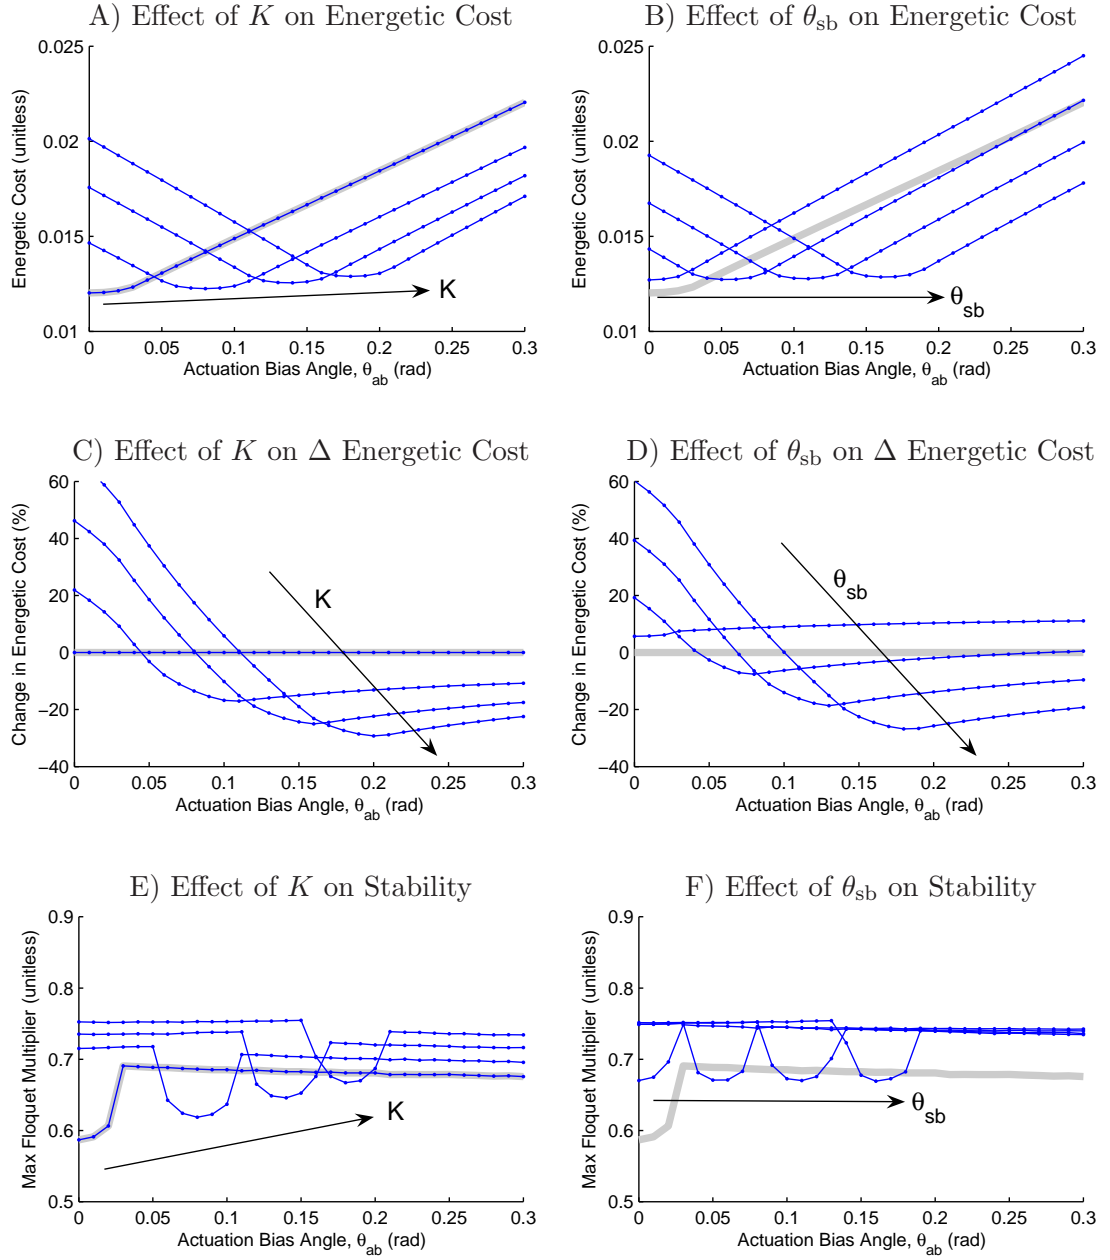 A) Effect of K on Energetic Cost
0.025
0.02
0.015
0.01
Energetic Cost (unitless)
K
0 0.05 0.1 0.15 0.2 0.25 0.3
Actuation Bias Angle, θab (rad)
B) Effect of θsb on Energetic Cost
0.025
0.02
0.015
0.01
Energetic Cost (unitless)
θsb
0 0.05 0.1 0.15 0.2 0.25 0.3
Actuation Bias Angle, θab (rad)
C) Effect of K on Δ Energetic Cost
60
40
20
0
−20
−40
Change in Energetic Cost (%)
K
0 0.05 0.1 0.15 0.2 0.25 0.3
Actuation Bias Angle, θab (rad)
D) Effect of θsb on Δ Energetic Cost
60
40
20
0
−20
−40
Change in Energetic Cost (%)
θsb
0 0.05 0.1 0.15 0.2 0.25 0.3
Actuation Bias Angle, θab (rad)
E) Effect of K on Stability
0.9
0.8
0.7
0.6
0.5
Max Floquet Multiplier (unitless)
K
0 0.05 0.1 0.15 0.2 0.25 0.3
Actuation Bias Angle, θab (rad)
F) Effect of θsb on Stability
0.9
0.8
0.7
0.6
0.5
Max Floquet Multiplier (unitless)
θsb
0 0.05 0.1 0.15 0.2 0.25 0.3
Actuation Bias Angle, θab (rad)